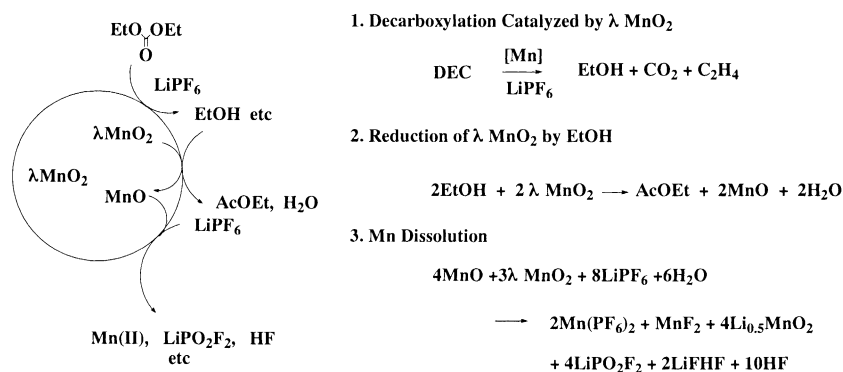 EtO OEt
O
LiPF6
EtOH etc
λMnO2
λMnO2
MnO
AcOEt, H2O
LiPF6
Mn(II), LiPO2F2, HF
etc
1. Decarboxylation Catalyzed by λ MnO2
[Mn]
DEC EtOH + CO2 + C2H4
LiPF6
2. Reduction of λ MnO2 by EtOH
2EtOH + 2 λ MnO2 → AcOEt + 2MnO + 2H2O
3. Mn Dissolution
4MnO +3λ MnO2 + 8LiPF6 +6H2O
→ 2Mn(PF6)2 + MnF2 + 4Li0.5MnO2
+ 4LiPO2F2 + 2LiFHF + 10HF